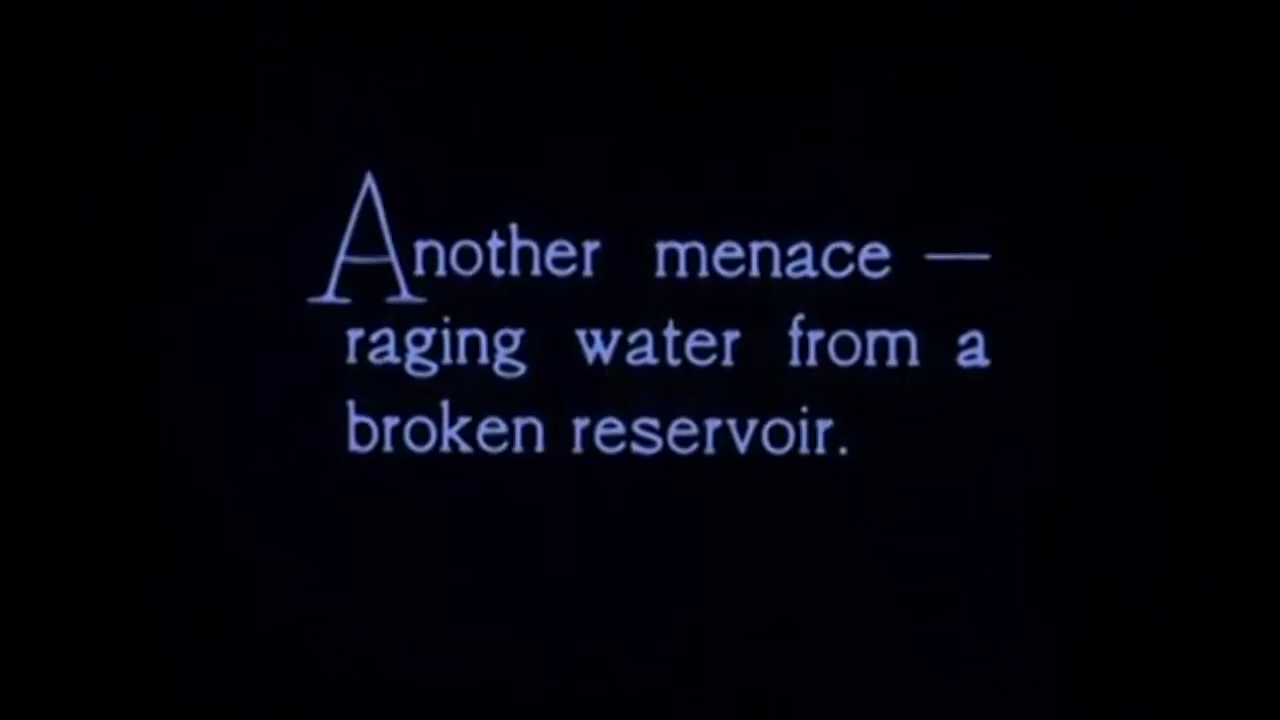 Another menace —
raging water from a
broken reservoir.